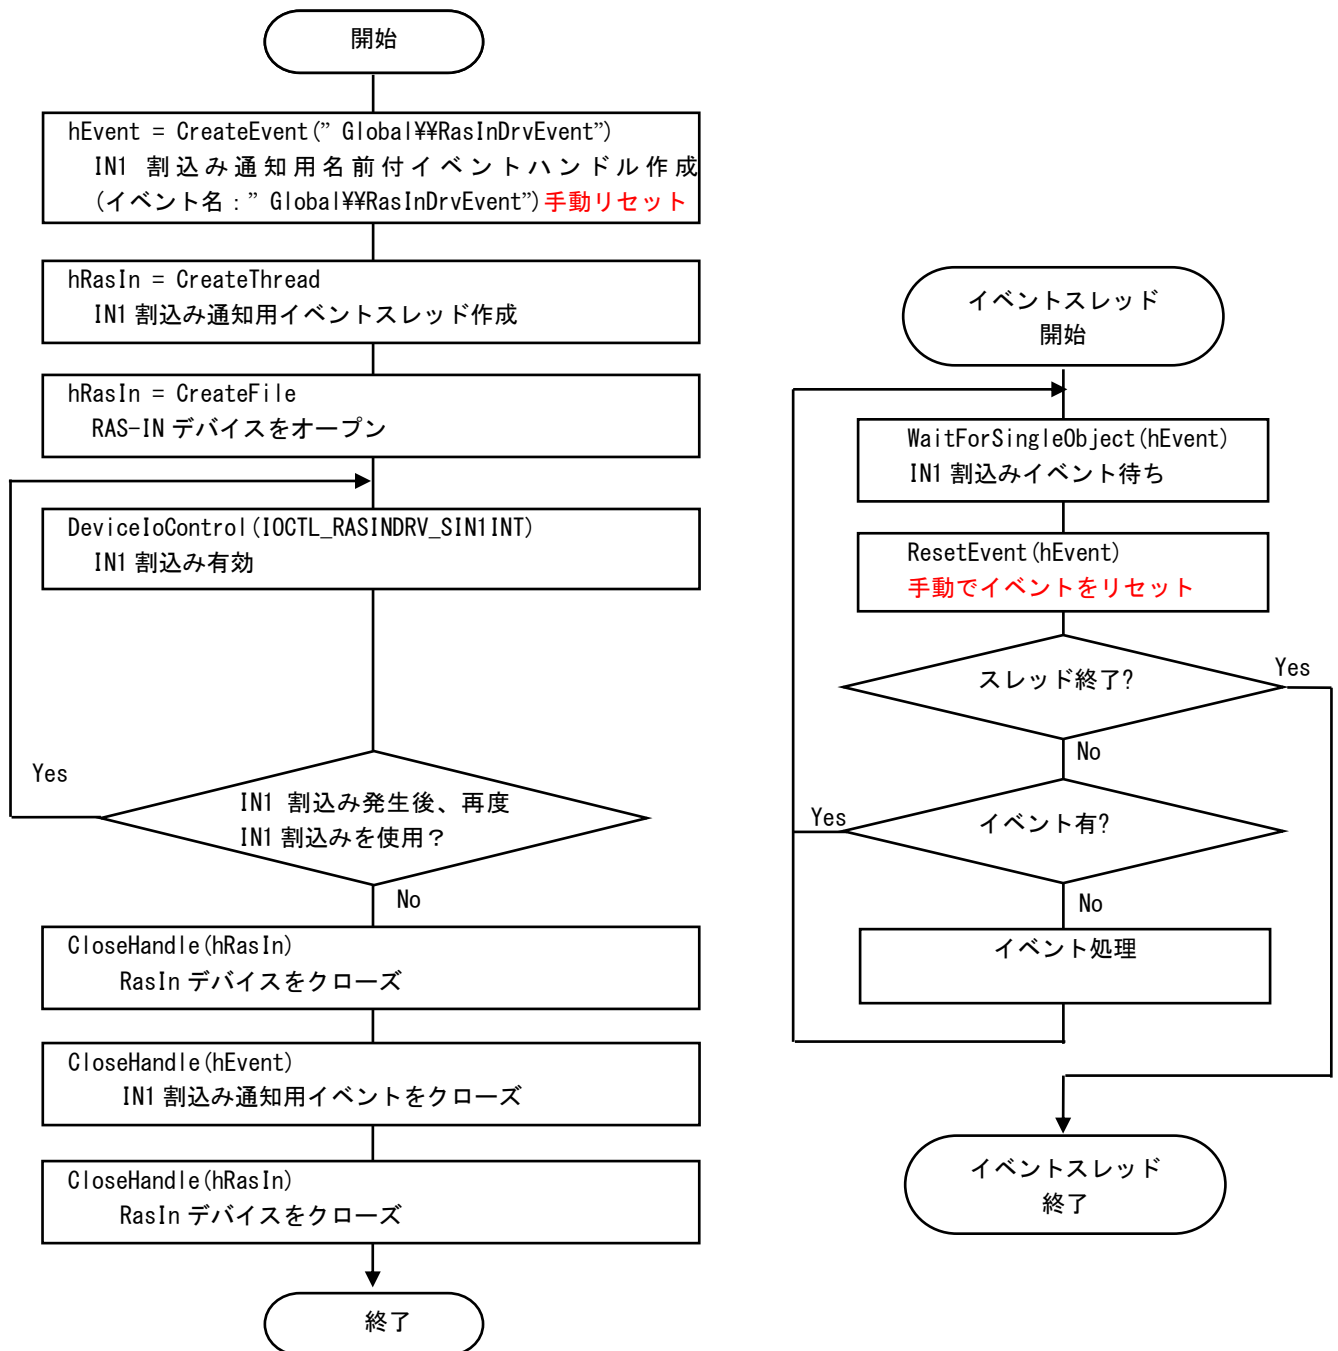 開始
hEvent = CreateEvent(” Global¥¥RasInDrvEvent”)
IN1 割込み通知用名前付イベントハンドル作成
(イベント名:” Global¥¥RasInDrvEvent”)手動リセット
hRasIn = CreateThread
IN1 割込み通知用イベントスレッド作成
hRasIn = CreateFile
RAS-IN デバイスをオープン
DeviceIoControl(IOCTL_RASINDRV_SIN1INT)
IN1 割込み有効
Yes
IN1 割込み発生後、再度
IN1 割込みを使用?
No
CloseHandle(hRasIn)
RasIn デバイスをクローズ
CloseHandle(hEvent)
IN1 割込み通知用イベントをクローズ
CloseHandle(hRasIn)
RasIn デバイスをクローズ
終了
イベントスレッド
開始
WaitForSingleObject(hEvent)
IN1 割込みイベント待ち
ResetEvent(hEvent)
手動でイベントをリセット
スレッド終了?
Yes
No
イベント有?
Yes
No
イベント処理
イベントスレッド
終了